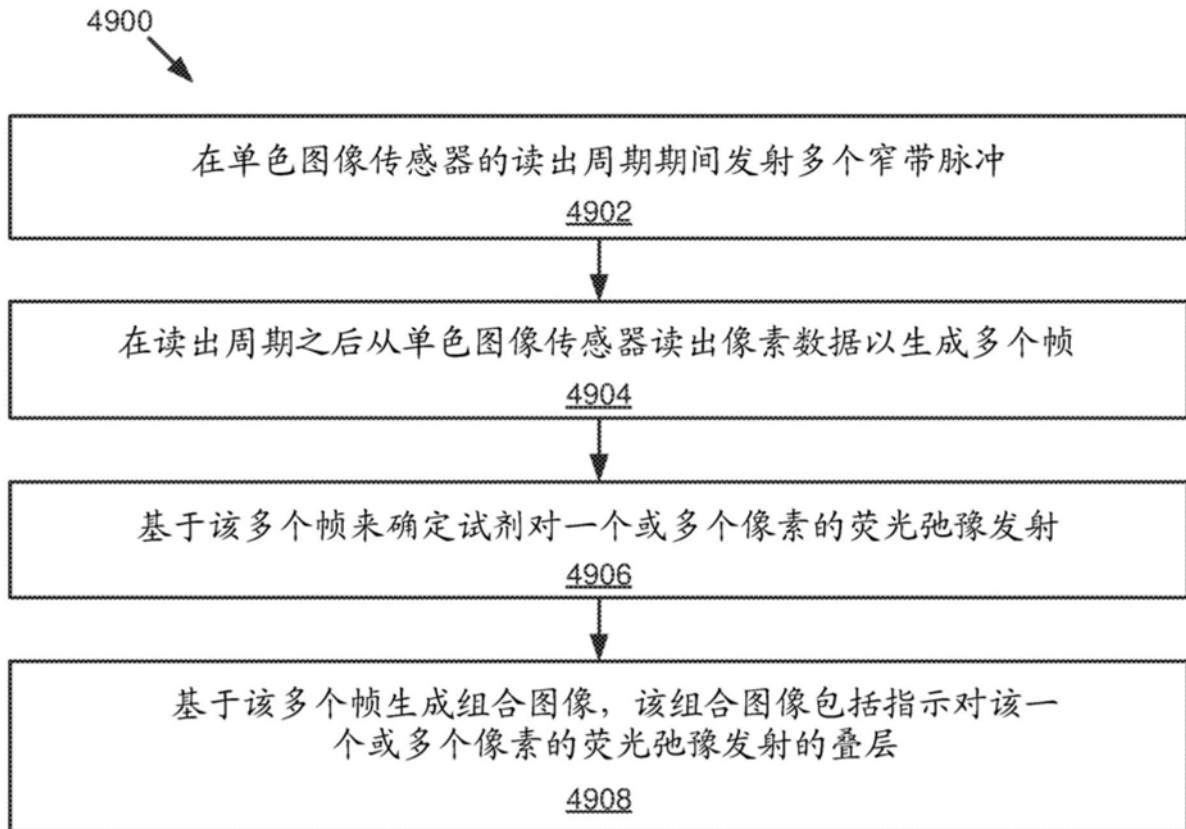 4900
在单色图像传感器的读出周期期间发射多个窄带脉冲
4902
在读出周期之后从单色图像传感器读出像素数据以生成多个帧
4904
基于该多个帧来确定试剂对一个或多个像素的荧光弛豫发射
4906
基于该多个帧生成组合图像，该组合图像包括指示对该一
个或多个像素的荧光弛豫发射的叠层
4908